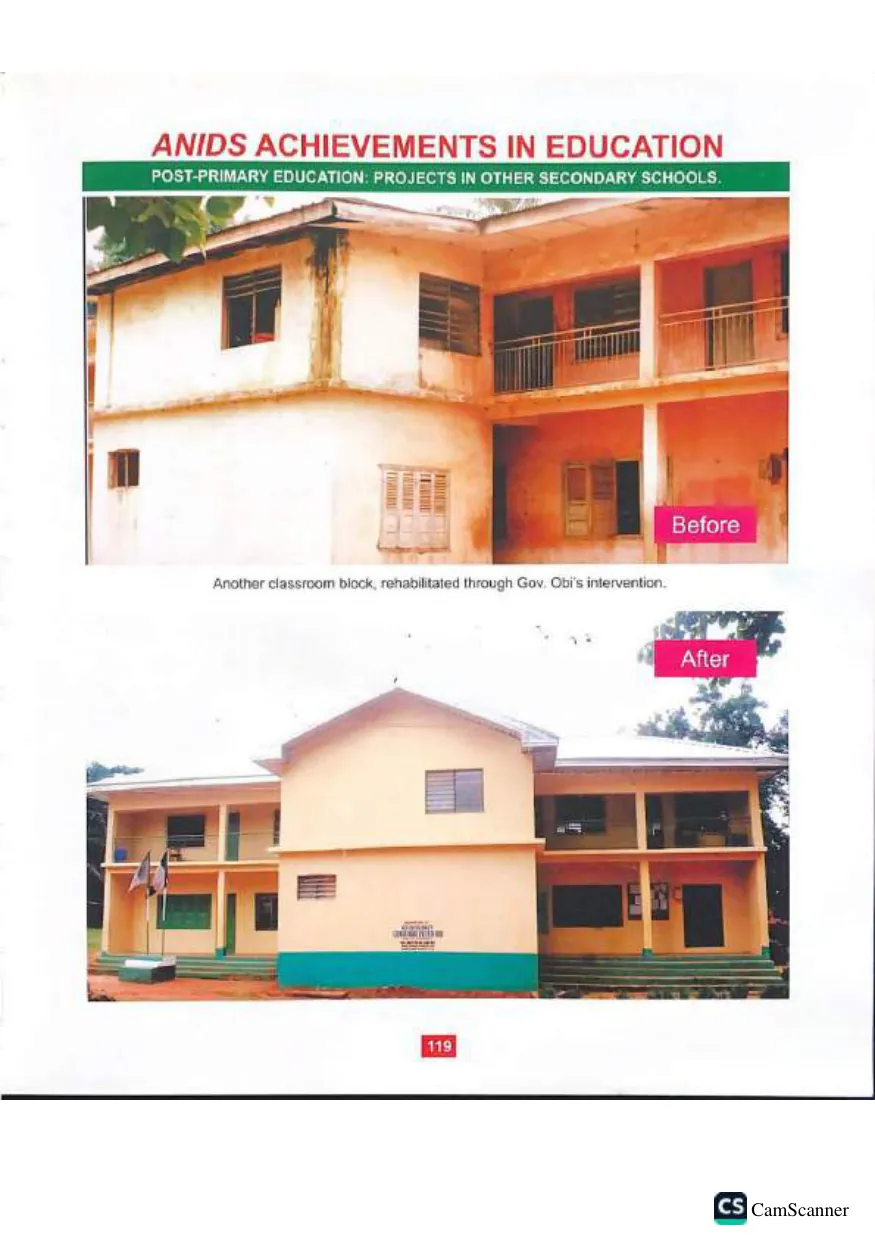 ANIDS ACHIEVEMENTS IN EDUCATION
POST-PRIMARY EDUCATION: PROJECTS IN OTHER SECONDARY SCHOOLS.
Before
Another classroom block, rehabilitated through Gov. Obi's intervention.
After
119
CS CamScanner